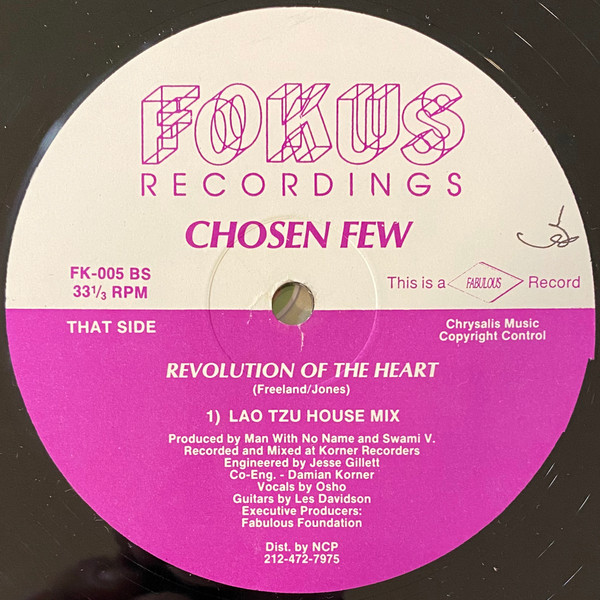 FOKUS
RECORDINGS
CHOSEN FEW
FK-005 BS
33⅓ RPM
This is a FABULOUS Record
THAT SIDE
Chrysalis Music
Copyright Control
REVOLUTION OF THE HEART
(Freeland/Jones)
1) LAO TZU HOUSE MIX
Produced by Man With No Name and Swami V.
Recorded and Mixed at Korner Recorders
Engineered by Jesse Gillett
Co-Eng. - Damian Korner
Vocals by Osho
Guitars by Les Davidson
Executive Producers:
Fabulous Foundation
Dist. by NCP
212-472-7975